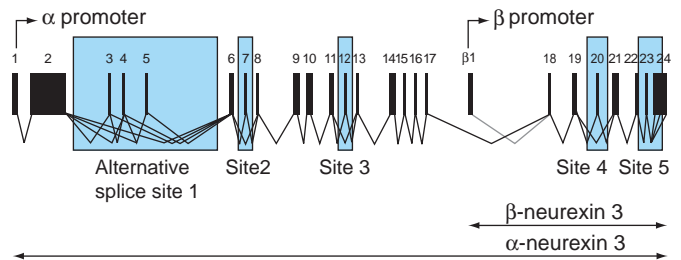 α promoter
β promoter
1 2 3 4 5 6 7 8 9 10 11 12 13 14 15 16 17 β1 18 19 20 21 22 23 24
Alternative
splice site 1
Site2
Site 3
Site 4
Site 5
β-neurexin 3
α-neurexin 3